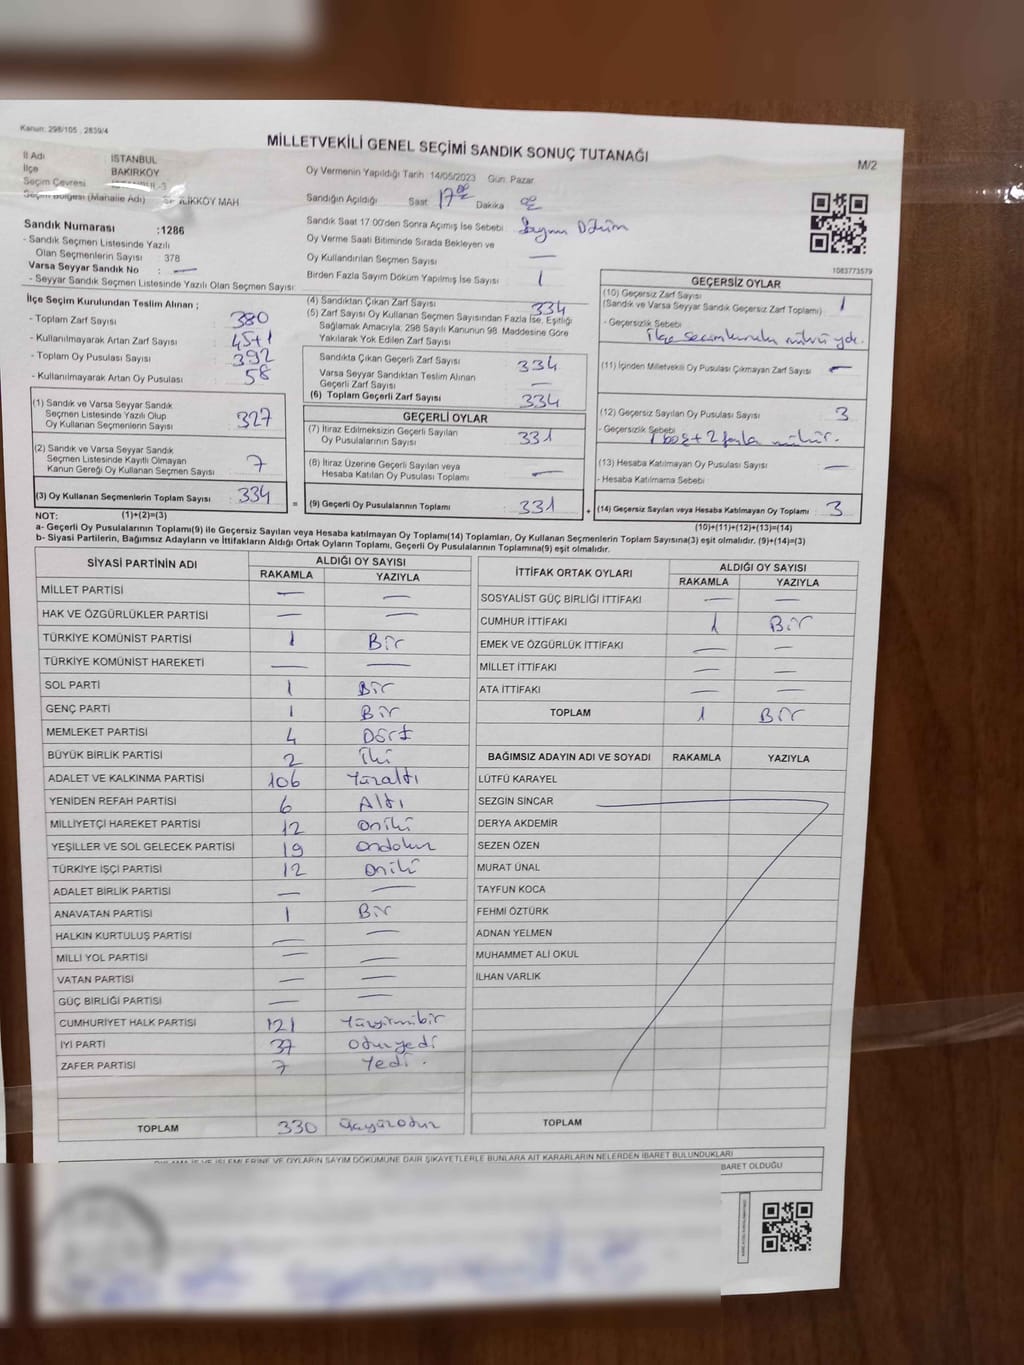 Kanun: 298/105 , 2839/4
MİLLETVEKİLİ GENEL SEÇİMİ SANDIK SONUÇ TUTANAĞI
M/2
İl Adı İSTANBUL
İlçe BAKIRKÖY
Seçim Çevresi
Seçim Bölgesi (Mahalle Adı) MAH
Sandık Numarası :1286
- Sandık Seçmen Listesinde Yazılı
Olan Seçmenlerin Sayısı : 378
Varsa Seyyar Sandık No : —
- Seyyar Sandık Seçmen Listesinde Yazılı Olan Seçmen Sayısı:
Oy Vermenin Yapıldığı Tarih :14/05/2023 Gün: Pazar
Sandığın Açıldığı Saat 17 Dakika
Sandık Saat 17:00'den Sonra Açımış İse Sebebi : Sayım Döküm
Oy Verme Saati Bitiminde Sırada Bekleyen ve
Oy Kullandırılan Seçmen Sayısı : —
Birden Fazla Sayım Döküm Yapılmış İse Sayısı : 1
1083773579
İlçe Seçim Kurulundan Teslim Alınan ;
- Toplam Zarf Sayısı : 380
- Kullanılmayarak Artan Zarf Sayısı : 45+1
- Toplam Oy Pusulası Sayısı : 392
- Kullanılmayarak Artan Oy Pusulası : 58
(4) Sandıktan Çıkan Zarf Sayısı : 334
(5) Zarf Sayısı Oy Kullanan Seçmen Sayısından Fazla İse, Eşitliği
Sağlamak Amacıyla; 298 Sayılı Kanunun 98. Maddesine Göre
Yakılarak Yok Edilen Zarf Sayısı
Sandıkta Çıkan Geçerli Zarf Sayısı : 334
Varsa Seyyar Sandıktan Teslim Alınan
Geçerli Zarf Sayısı : —
(6) Toplam Geçerli Zarf Sayısı : 334
GEÇERSİZ OYLAR
(10) Geçersiz Zarf Sayısı : 1
(Sandık ve Varsa Seyyar Sandık Geçersiz Zarf Toplamı)
- Geçersizlik Sebebi
ilçe seçim kurulu mührü yok.
(11) İçinden Milletvekili Oy Pusulası Çıkmayan Zarf Sayısı : —
(12) Geçersiz Sayılan Oy Pusulası Sayısı : 3
- Geçersizlik Sebebi :
1 boş + 2 fazla mühür.
(13) Hesaba Katılmayan Oy Pusulası Sayısı : —
- Hesaba Katılmama Sebebi :
(14) Geçersiz Sayılan veya Hesaba Katılmayan Oy Toplamı : 3
(10)+(11)+(12)+(13)=(14)
(1) Sandık ve Varsa Seyyar Sandık
Seçmen Listesinde Yazılı Olup
Oy Kullanan Seçmenlerin Sayısı : 327
(2) Sandık ve Varsa Seyyar Sandık
Seçmen Listesinde Kayıtlı Olmayan
Kanun Gereği Oy Kullanan Seçmen Sayısı : 7
(3) Oy Kullanan Seçmenlerin Toplam Sayısı : 334
GEÇERLİ OYLAR
(7) İtiraz Edilmeksizin Geçerli Sayılan
Oy Pusulalarının Sayısı : 331
(8) İtiraz Üzerine Geçerli Sayılan veya
Hesaba Katılan Oy Pusulası Toplamı : —
(9) Geçerli Oy Pusulalarının Toplamı : 331
NOT: (1)+(2)=(3)
a- Geçerli Oy Pusulalarının Toplamı(9) ile Geçersiz Sayılan veya Hesaba katılmayan Oy Toplamı(14) Toplamları, Oy Kullanan Seçmenlerin Toplam Sayısına(3) eşit olmalıdır. (9)+(14)=(3)
b- Siyasi Partilerin, Bağımsız Adayların ve İttifakların Aldığı Ortak Oyların Toplamı, Geçerli Oy Pusulalarının Toplamına(9) eşit olmalıdır.
SİYASİ PARTİNİN ADI ALDIĞI OY SAYISI
RAKAMLA YAZIYLA
MİLLET PARTİSİ — —
HAK VE ÖZGÜRLÜKLER PARTİSİ — —
TÜRKİYE KOMÜNİST PARTİSİ 1 Bir
TÜRKİYE KOMÜNİST HAREKETİ — —
SOL PARTİ 1 Bir
GENÇ PARTİ 1 Bir
MEMLEKET PARTİSİ 4 Dört
BÜYÜK BİRLİK PARTİSİ 2 İki
ADALET VE KALKINMA PARTİSİ 106 Yüzaltı
YENİDEN REFAH PARTİSİ 6 Altı
MİLLİYETÇİ HAREKET PARTİSİ 12 oniki
YEŞİLLER VE SOL GELECEK PARTİSİ 19 ondokuz
TÜRKİYE İŞÇİ PARTİSİ 12 oniki
ADALET BİRLİK PARTİSİ — —
ANAVATAN PARTİSİ 1 Bir
HALKIN KURTULUŞ PARTİSİ — —
MİLLİ YOL PARTİSİ — —
VATAN PARTİSİ — —
GÜÇ BİRLİĞİ PARTİSİ — —
CUMHURİYET HALK PARTİSİ 121 Yüzyirmibir
İYİ PARTİ 37 otuzyedi
ZAFER PARTİSİ 7 Yedi.
TOPLAM 330 üçyüzotuz
İTTİFAK ORTAK OYLARI ALDIĞI OY SAYISI
RAKAMLA YAZIYLA
SOSYALİST GÜÇ BİRLİĞİ İTTİFAKI — —
CUMHUR İTTİFAKI 1 Bir
EMEK VE ÖZGÜRLÜK İTTİFAKI — —
MİLLET İTTİFAKI — —
ATA İTTİFAKI — —
TOPLAM 1 Bir
BAĞIMSIZ ADAYIN ADI VE SOYADI RAKAMLA YAZIYLA
LÜTFÜ KARAYEL
SEZGİN SİNCAR
DERYA AKDEMİR
SEZEN ÖZEN
MURAT ÜNAL
TAYFUN KOCA
FEHMİ ÖZTÜRK
ADNAN YELMEN
MUHAMMET ALİ OKUL
İLHAN VARLIK
TOPLAM
İŞLEMLERİNE VE OYLARIN SAYIM DÖKÜMÜNE DAİR ŞİKAYETLERLE BUNLARA AİT KARARLARIN NELERDEN İBARET BULUNDUKLARI
BARET OLDUĞU